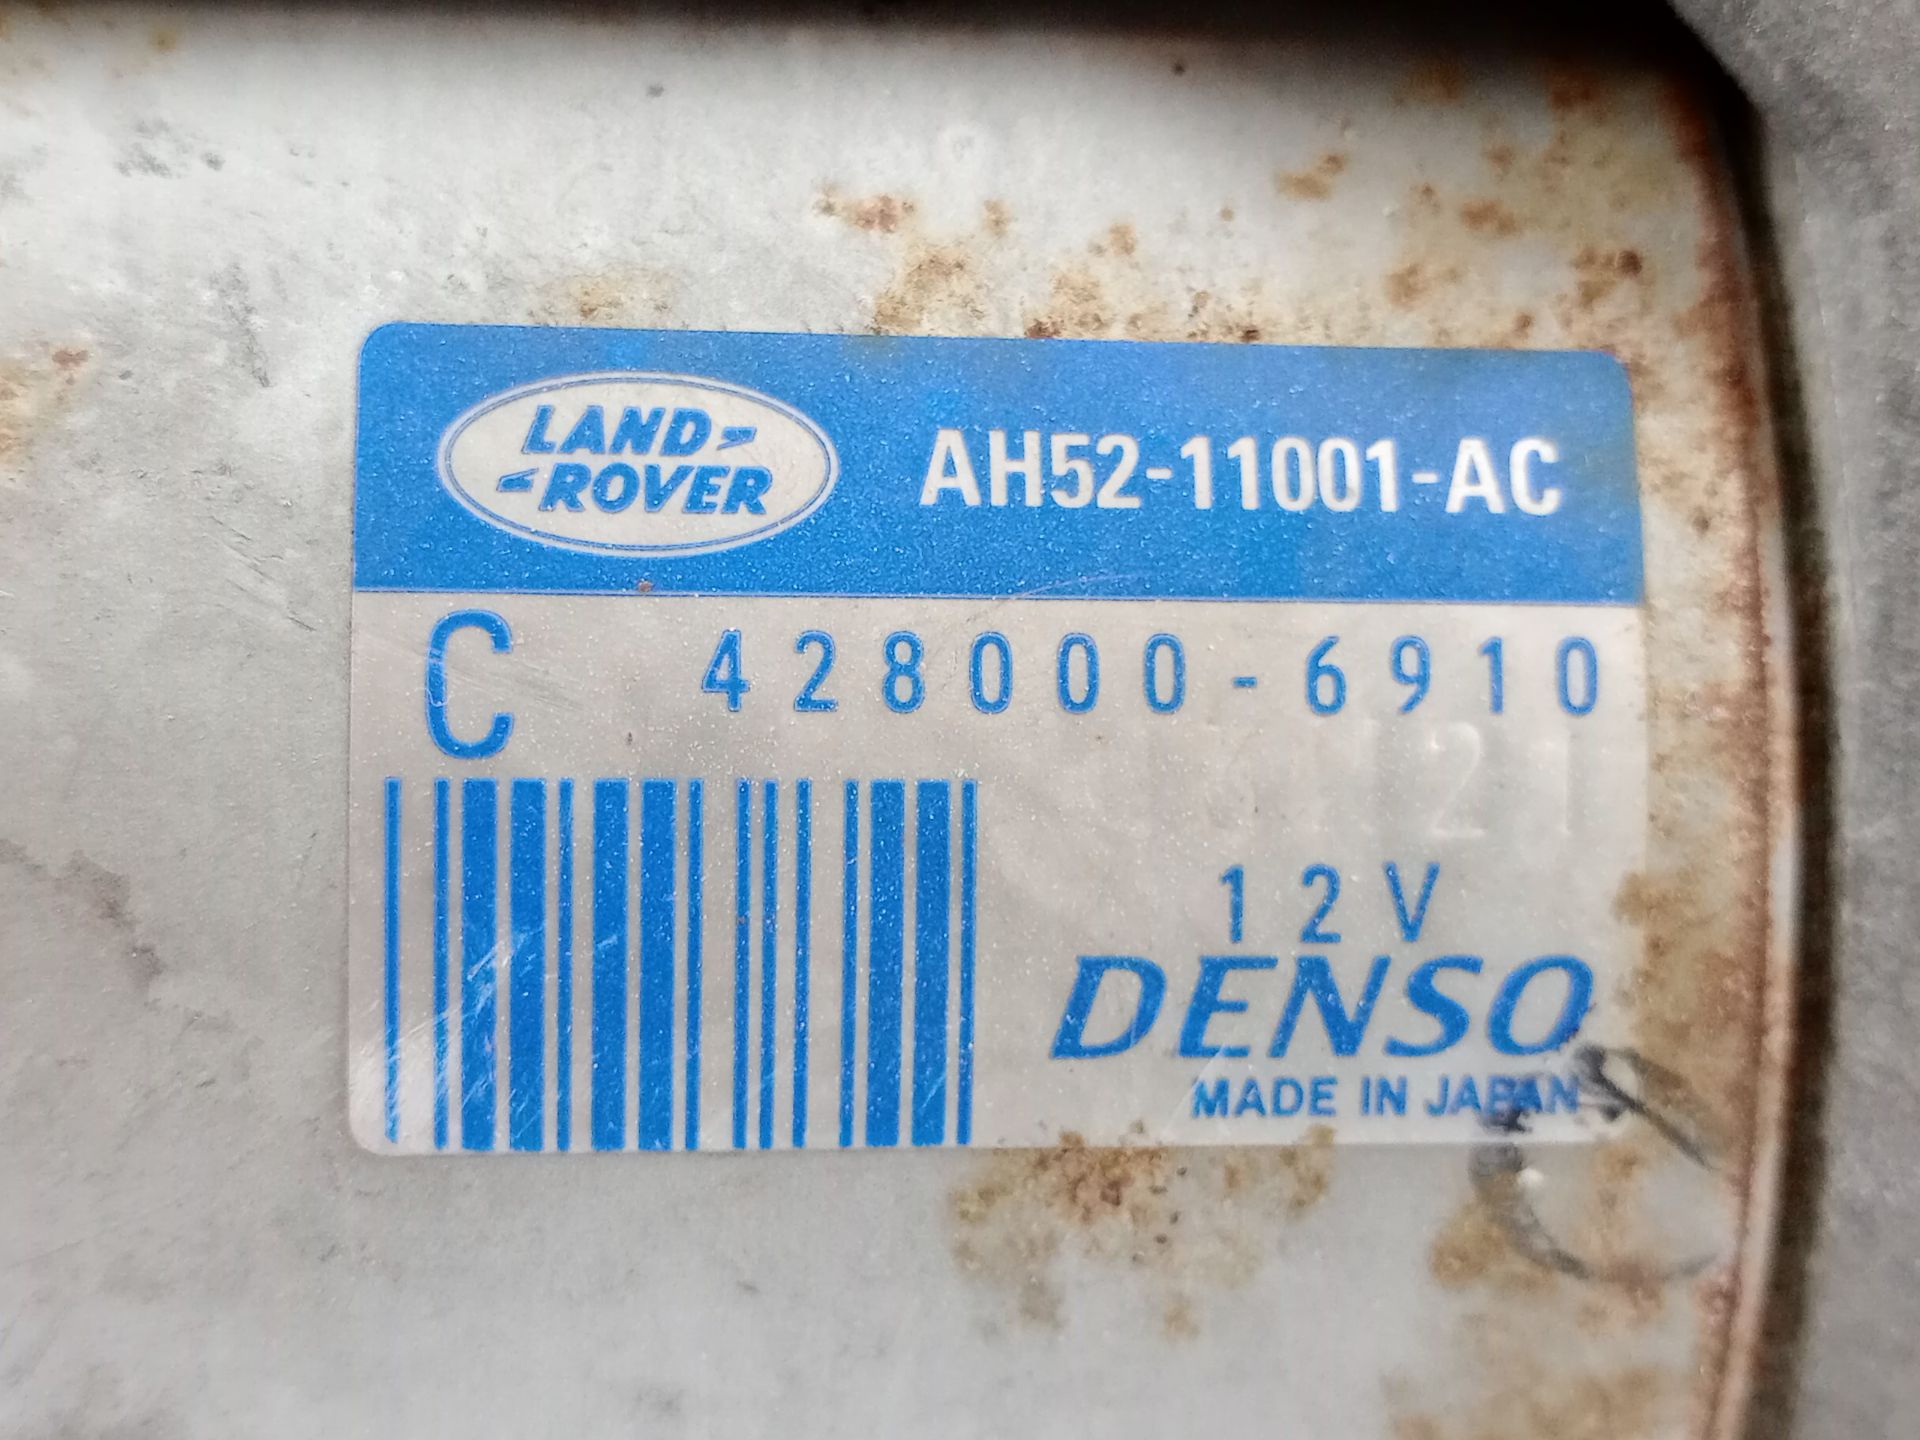 LAND-
-ROVER
AH52-11001-AC
C 428000-6910
12V
DENSO
MADE IN JAPAN